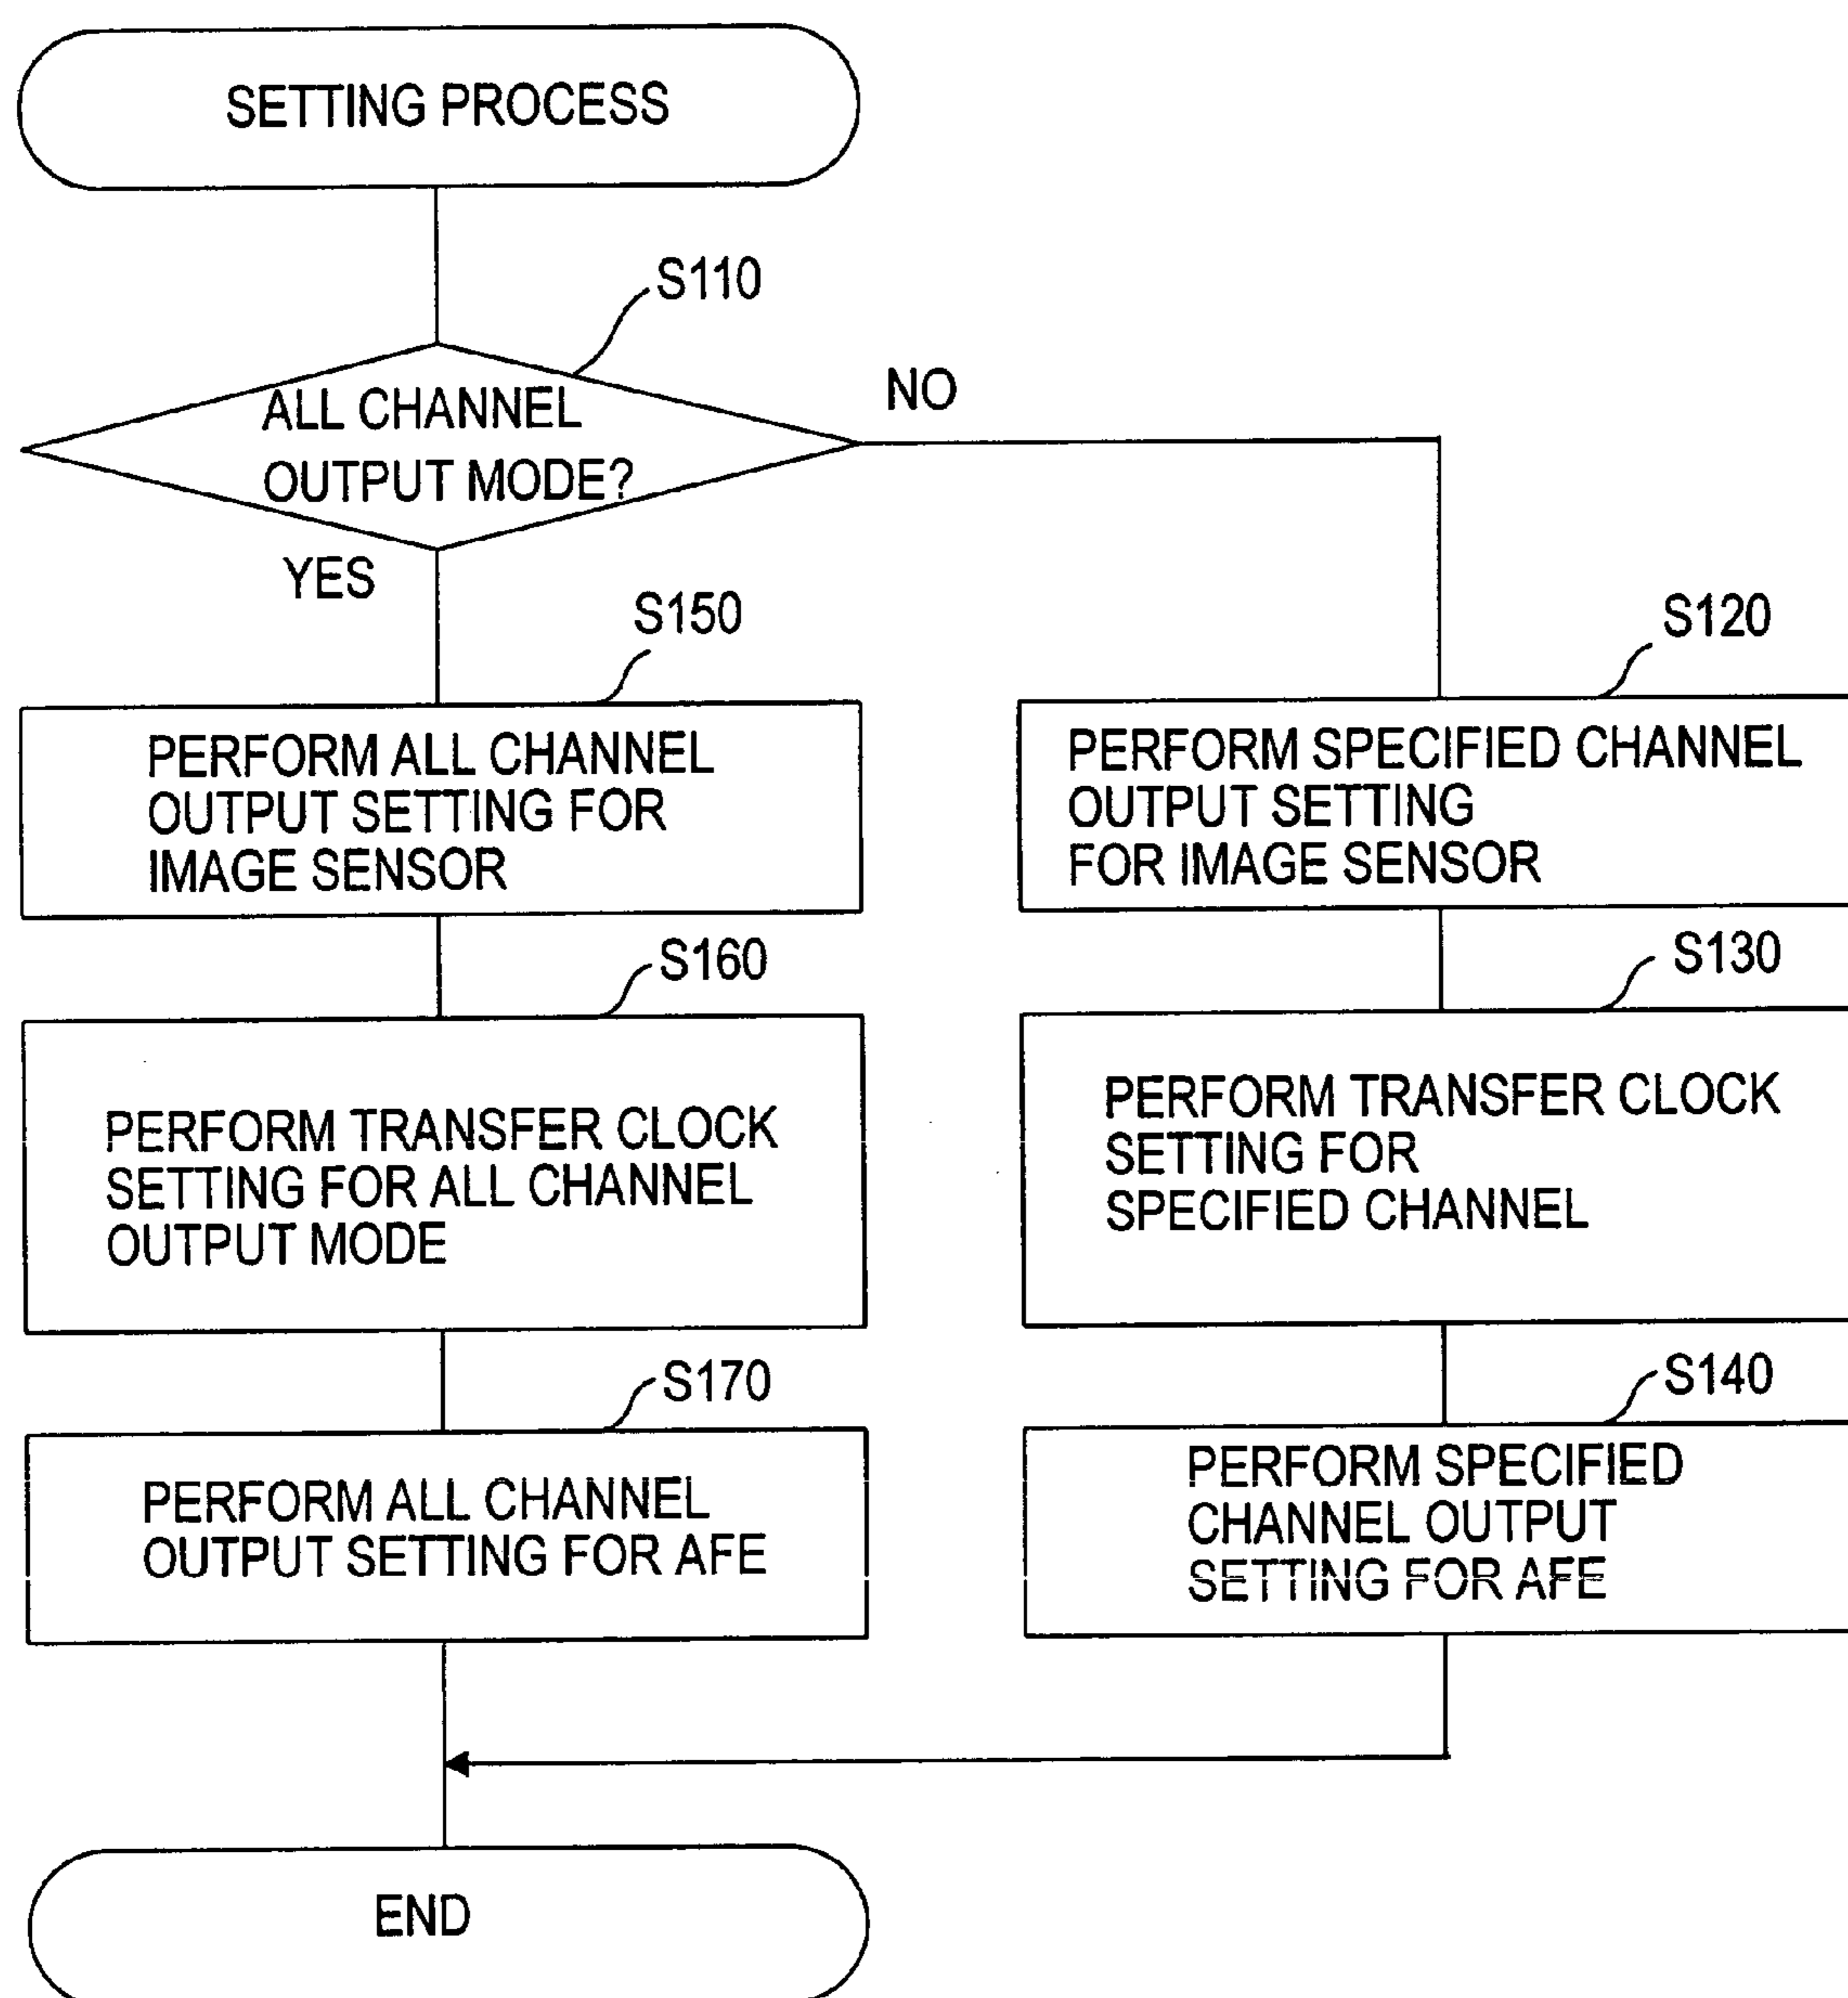 SETTING PROCESS
S110
ALL CHANNEL
OUTPUT MODE?
NO
YES
S150
PERFORM ALL CHANNEL
OUTPUT SETTING FOR
IMAGE SENSOR
S160
PERFORM TRANSFER CLOCK
SETTING FOR ALL CHANNEL
OUTPUT MODE
S170
PERFORM ALL CHANNEL
OUTPUT SETTING FOR AFE
S120
PERFORM SPECIFIED CHANNEL
OUTPUT SETTING
FOR IMAGE SENSOR
S130
PERFORM TRANSFER CLOCK
SETTING FOR
SPECIFIED CHANNEL
S140
PERFORM SPECIFIED
CHANNEL OUTPUT
SETTING FOR AFE
END